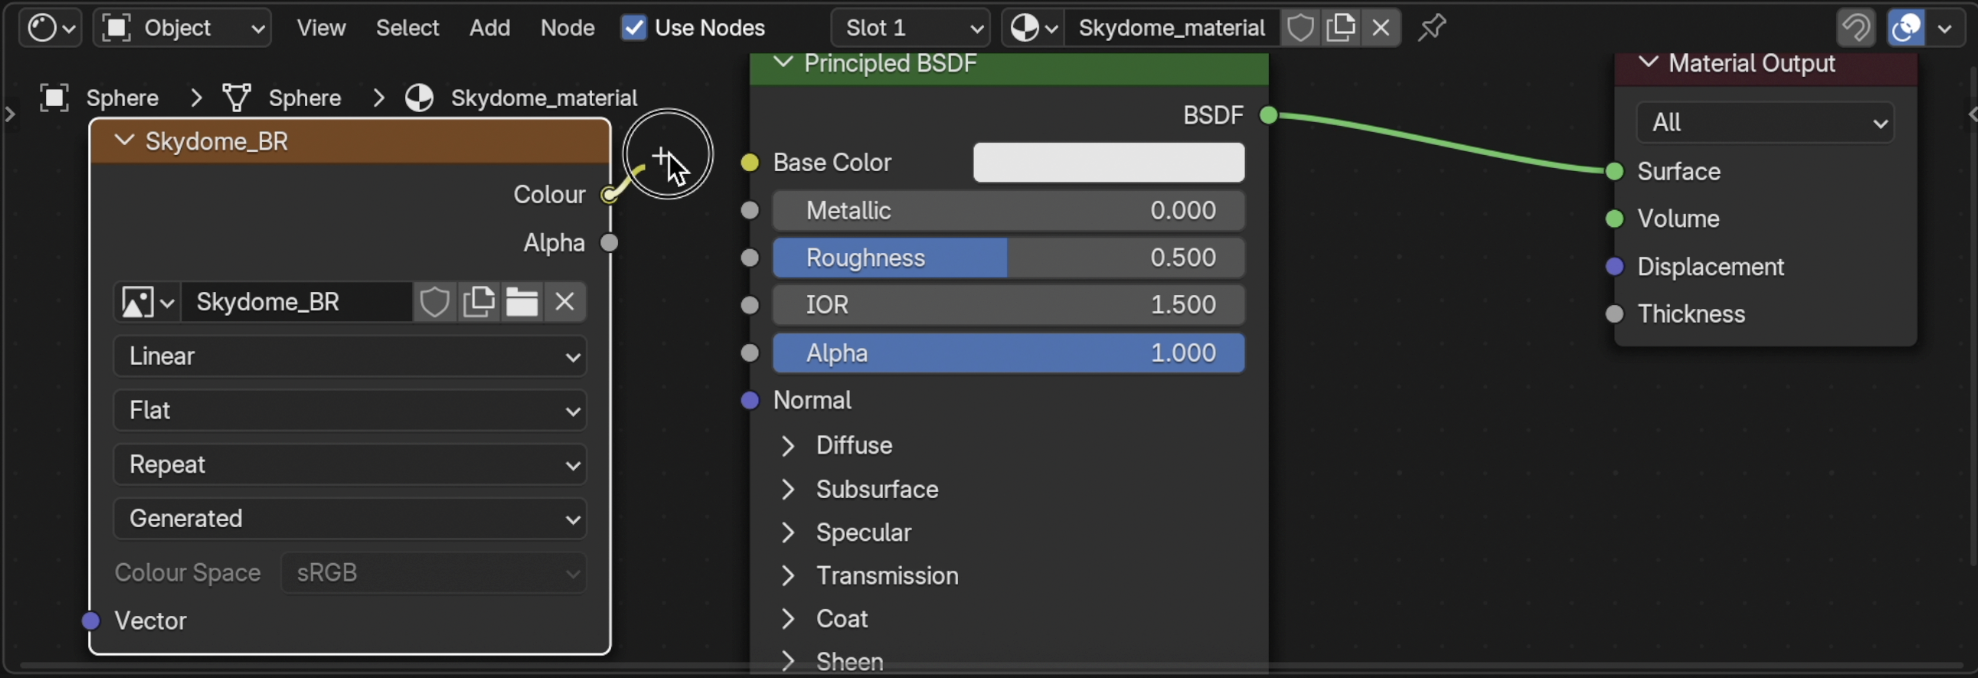 Object View Select Add Node Use Nodes Slot 1 Skydome_material
Sphere Sphere Skydome_material
Skydome_BR
Colour
Alpha
Skydome_BR
Linear
Flat
Repeat
Generated
Colour Space sRGB
Vector
Principled BSDF
BSDF
Base Color
Metallic 0.000
Roughness 0.500
IOR 1.500
Alpha 1.000
Normal
Diffuse
Subsurface
Specular
Transmission
Coat
Sheen
Material Output
All
Surface
Volume
Displacement
Thickness